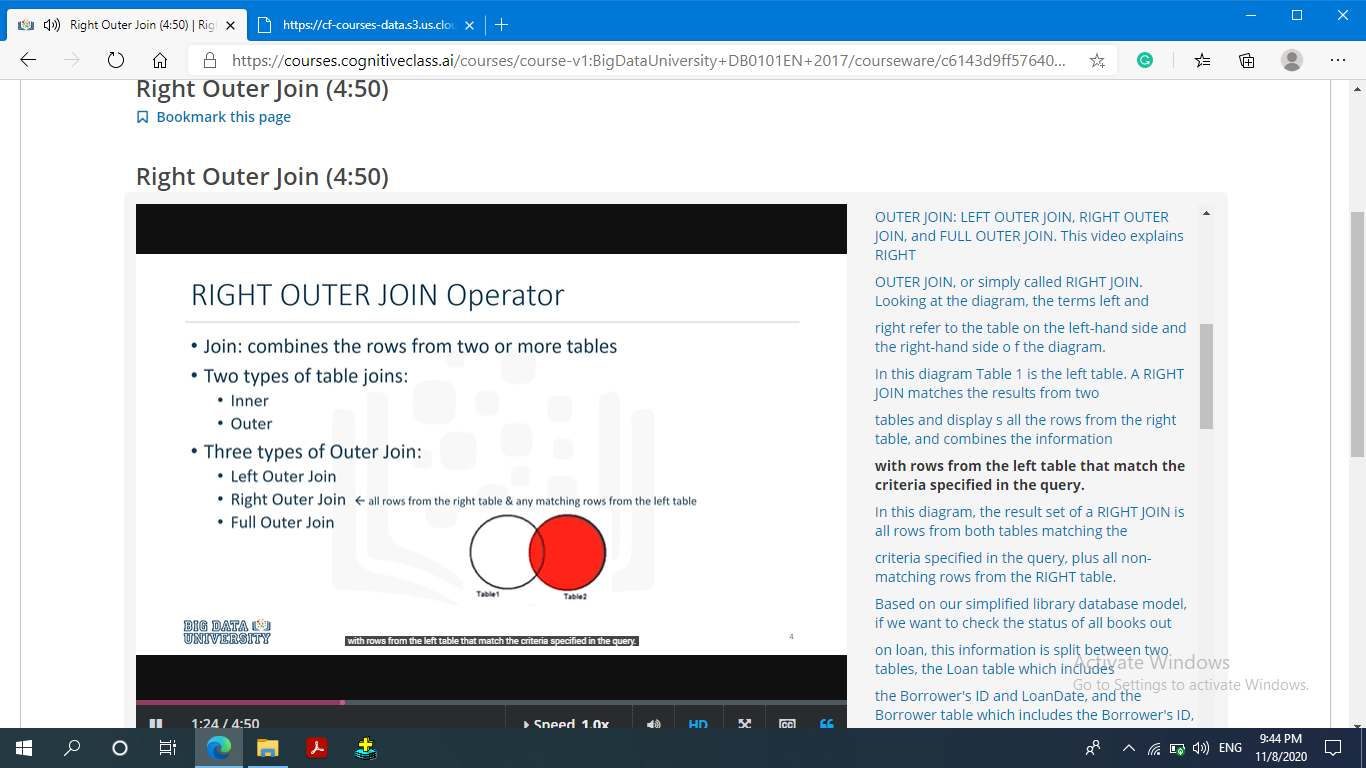 Right Outer Join (4:50) | Rig
https://cf-courses-data.s3.us.clou
https://courses.cognitiveclass.ai/courses/course-v1:BigDataUniversity+DB0101EN+2017/courseware/c6143d9ff57640...
Right Outer Join (4:50)
Bookmark this page
Right Outer Join (4:50)
RIGHT OUTER JOIN Operator
• Join: combines the rows from two or more tables
• Two types of table joins:
• Inner
• Outer
• Three types of Outer Join:
• Left Outer Join
• Right Outer Join ← all rows from the right table & any matching rows from the left table
• Full Outer Join
Table1
Table2
BIG DATA
UNIVERSITY
with rows from the left table that match the criteria specified in the query.
4
1:24 / 4:50
Speed 1.0x
HD
OUTER JOIN: LEFT OUTER JOIN, RIGHT OUTER
JOIN, and FULL OUTER JOIN. This video explains
RIGHT
OUTER JOIN, or simply called RIGHT JOIN.
Looking at the diagram, the terms left and
right refer to the table on the left-hand side and
the right-hand side o f the diagram.
In this diagram Table 1 is the left table. A RIGHT
JOIN matches the results from two
tables and display s all the rows from the right
table, and combines the information
with rows from the left table that match the
criteria specified in the query.
In this diagram, the result set of a RIGHT JOIN is
all rows from both tables matching the
criteria specified in the query, plus all non-
matching rows from the RIGHT table.
Based on our simplified library database model,
if we want to check the status of all books out
on loan, this information is split between two
tables, the Loan table which includes
the Borrower's ID and LoanDate, and the
Borrower table which includes the Borrower's ID,
Activate Windows
Go to Settings to activate Windows.
ENG
9:44 PM
11/8/2020